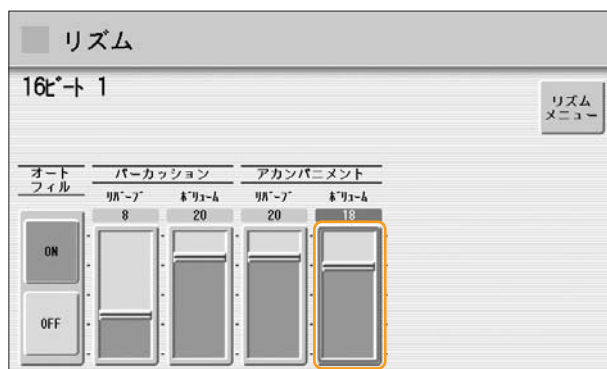 リズム
16ビート 1
リズム
メニュー
オート
フィル
パーカッション
アカンパニメント
リバーブ
ボリューム
リバーブ
ボリューム
8
20
20
18
ON
OFF